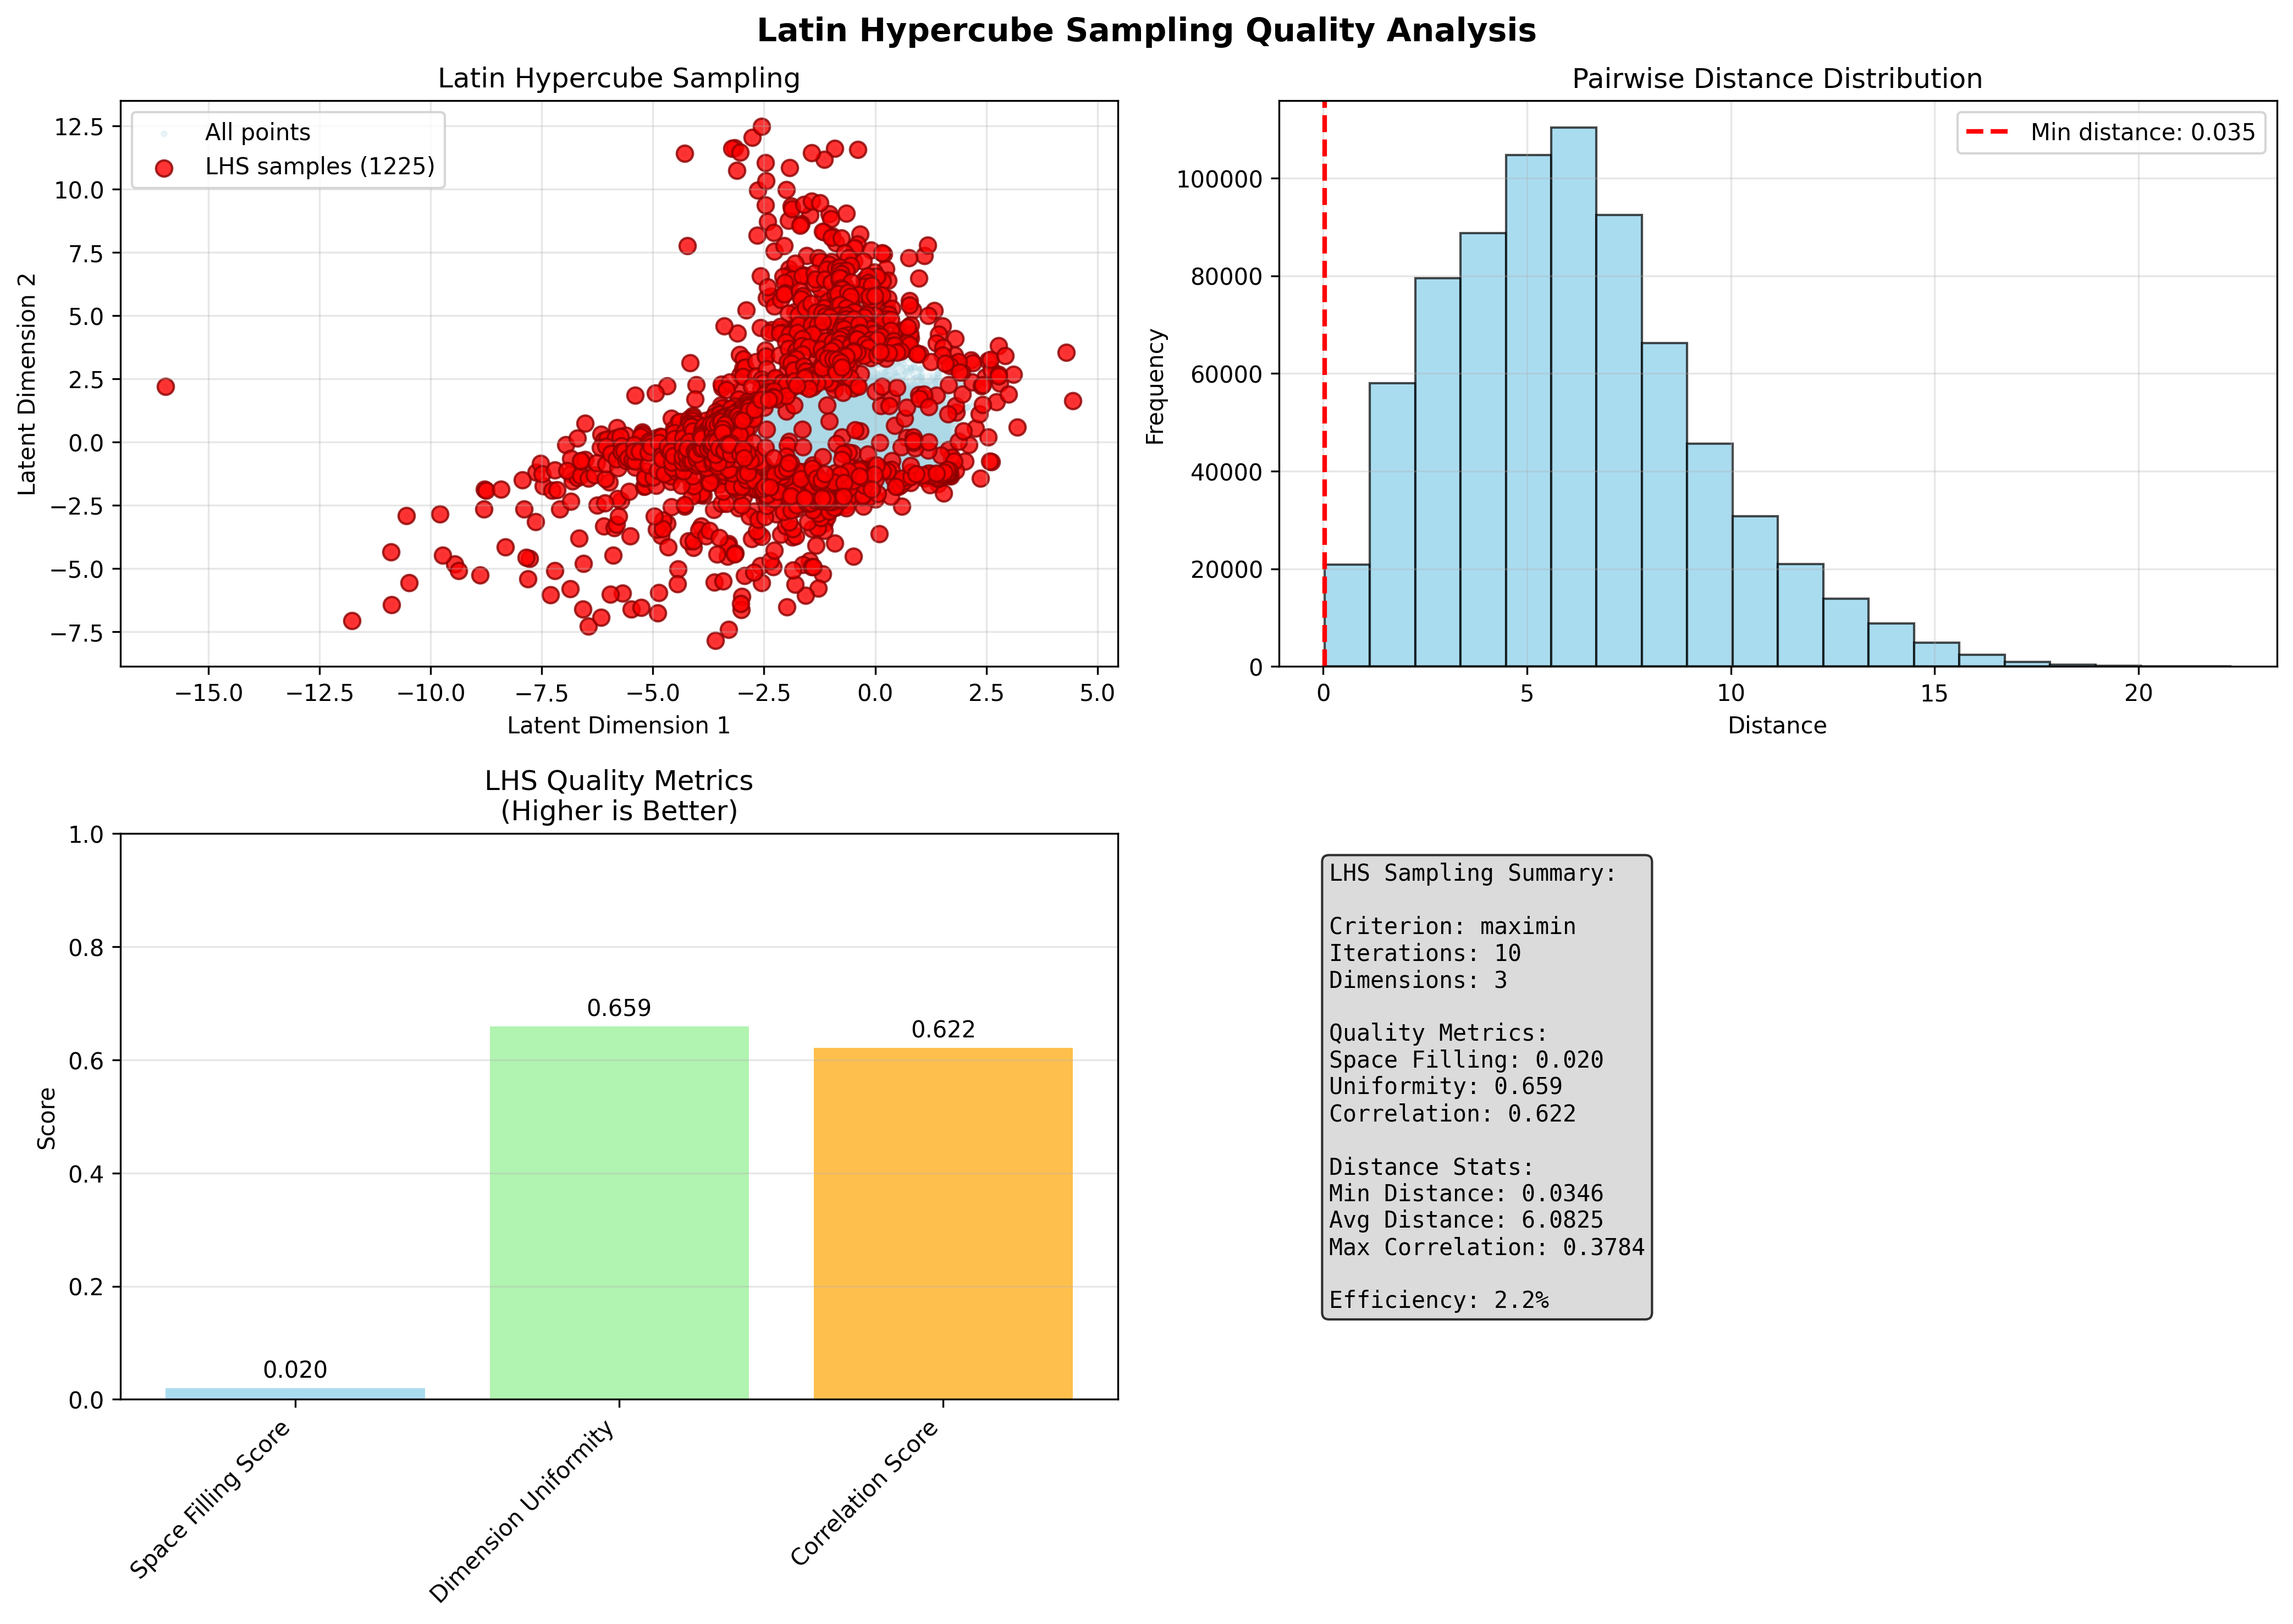 Latin Hypercube Sampling Quality Analysis
Latin Hypercube Sampling
12.5
10.0
7.5
5.0
2.5
0.0
−2.5
−5.0
−7.5
Latent Dimension 2
All points
LHS samples (1225)
−15.0 −12.5 −10.0 −7.5 −5.0 −2.5 0.0 2.5 5.0
Latent Dimension 1
Pairwise Distance Distribution
100000
80000
60000
40000
20000
0
Frequency
Min distance: 0.035
0 5 10 15 20
Distance
LHS Quality Metrics
(Higher is Better)
1.0
0.8
0.6
0.4
0.2
0.0
Score
0.020
0.659
0.622
Space Filling Score
Dimension Uniformity
Correlation Score
LHS Sampling Summary:
Criterion: maximin
Iterations: 10
Dimensions: 3
Quality Metrics:
Space Filling: 0.020
Uniformity: 0.659
Correlation: 0.622
Distance Stats:
Min Distance: 0.0346
Avg Distance: 6.0825
Max Correlation: 0.3784
Efficiency: 2.2%